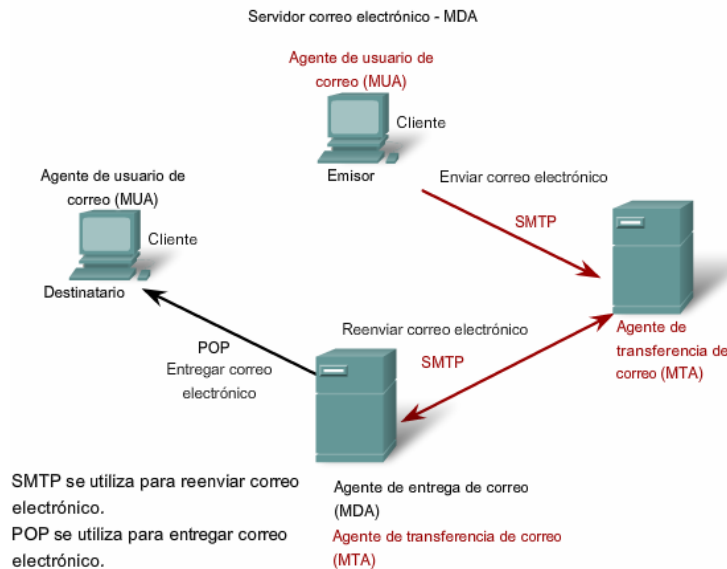 Servidor correo electrónico - MDA
Agente de usuario de
correo (MUA)
Cliente
Emisor
Enviar correo electrónico
SMTP
Agente de usuario de
correo (MUA)
Cliente
Destinatario
Reenviar correo electrónico
SMTP
Agente de
transferencia de
correo (MTA)
POP
Entregar correo
electrónico
SMTP se utiliza para reenviar correo
electrónico.
POP se utiliza para entregar correo
electrónico.
Agente de entrega de correo
(MDA)
Agente de transferencia de correo
(MTA)